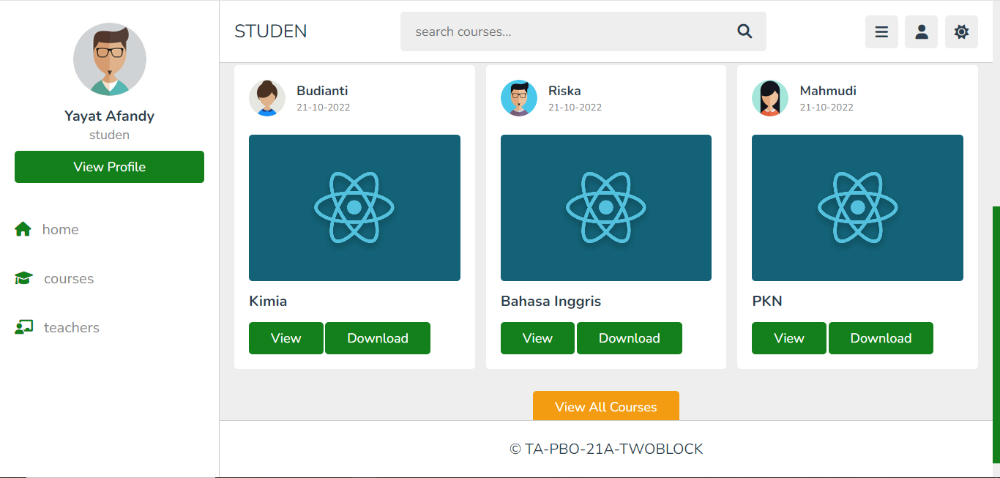 Yayat Afandy
studen
View Profile
home
courses
teachers
STUDEN
search courses...
Budianti
21-10-2022
Kimia
View
Download
Riska
21-10-2022
Bahasa Inggris
View
Download
Mahmudi
21-10-2022
PKN
View
Download
View All Courses
© TA-PBO-21A-TWOBLOCK